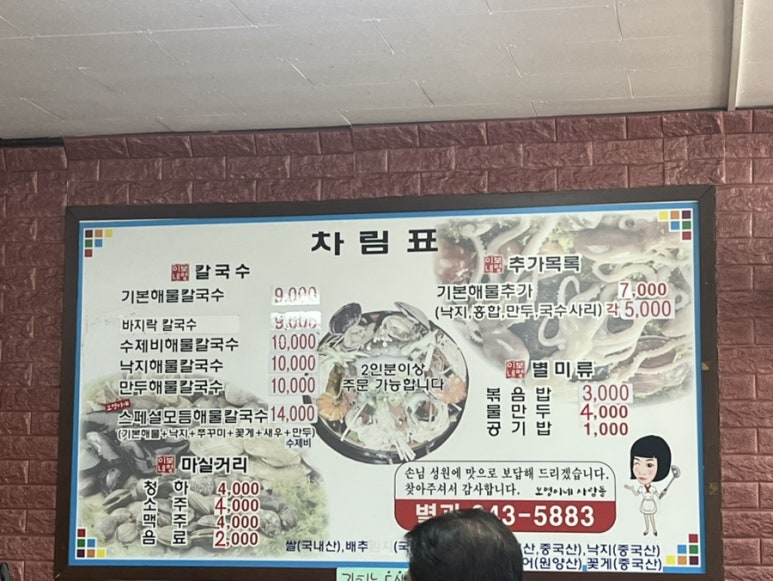 차림표
칼국수
기본해물칼국수 9,000
바지락 칼국수 9,000
수제비해물칼국수 10,000
낙지해물칼국수 10,000
만두해물칼국수 10,000
스페셜모듬해물칼국수 14,000
(기본해물+낙지+쭈꾸미+꽃게+새우+만두)
수제비
마실거리
청하 4,000
소주 4,000
맥주 4,000
음료 2,000
2인분이상
주문 가능합니다
추가목록
기본해물추가 7,000
(낙지,홍합,만두,국수사리) 각 5,000
별미류
볶음밥 3,000
물만두 4,000
공기밥 1,000
손님 성원에 맛으로 보답해 드리겠습니다.
찾아주셔서 감사합니다.
43-5883
쌀(국내산),배추
중국산),낙지(중국산)
(원양산),꽃게(중국산)